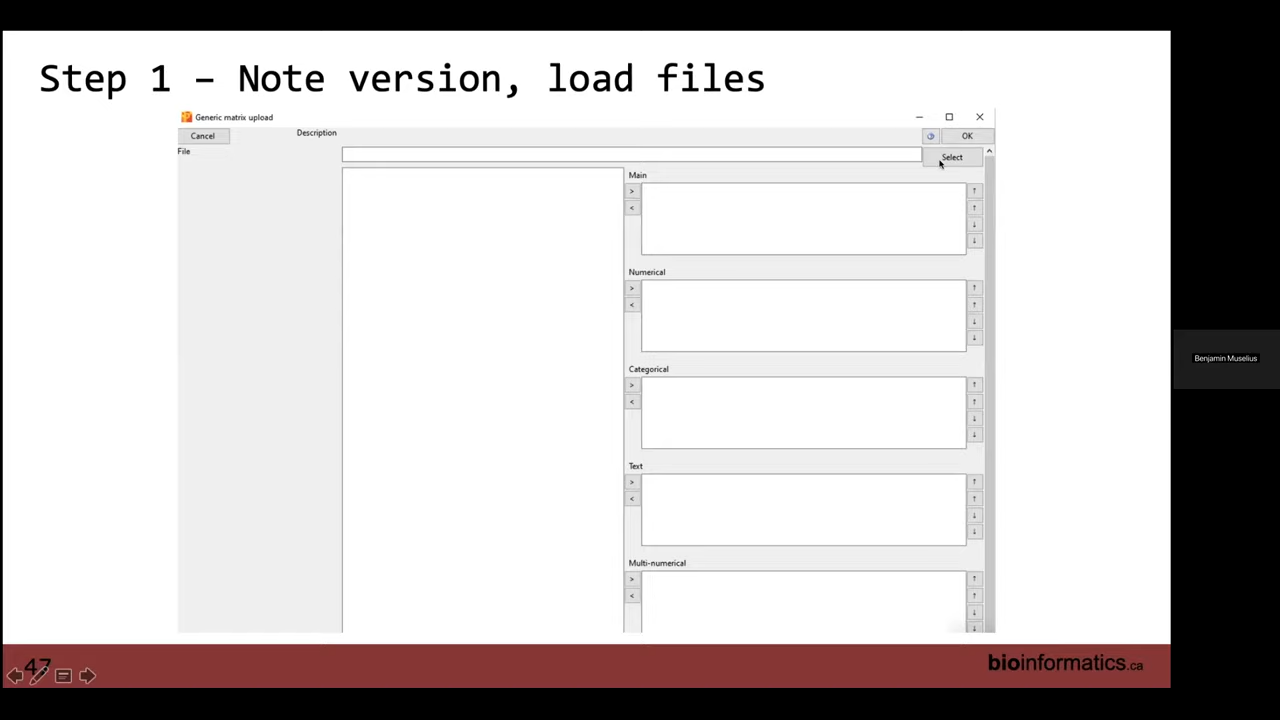 Step 1 – Note version, load files
Generic matrix upload
Cancel
Description
OK
File
Select
Main
>
<
↑
↑
↓
↓
Numerical
>
<
↑
↑
↓
↓
Categorical
>
<
↑
↑
↓
↓
Text
>
<
↑
↑
↓
↓
Multi-numerical
>
<
↑
↑
↓
↓
Benjamin Muselius
47
bioinformatics.ca